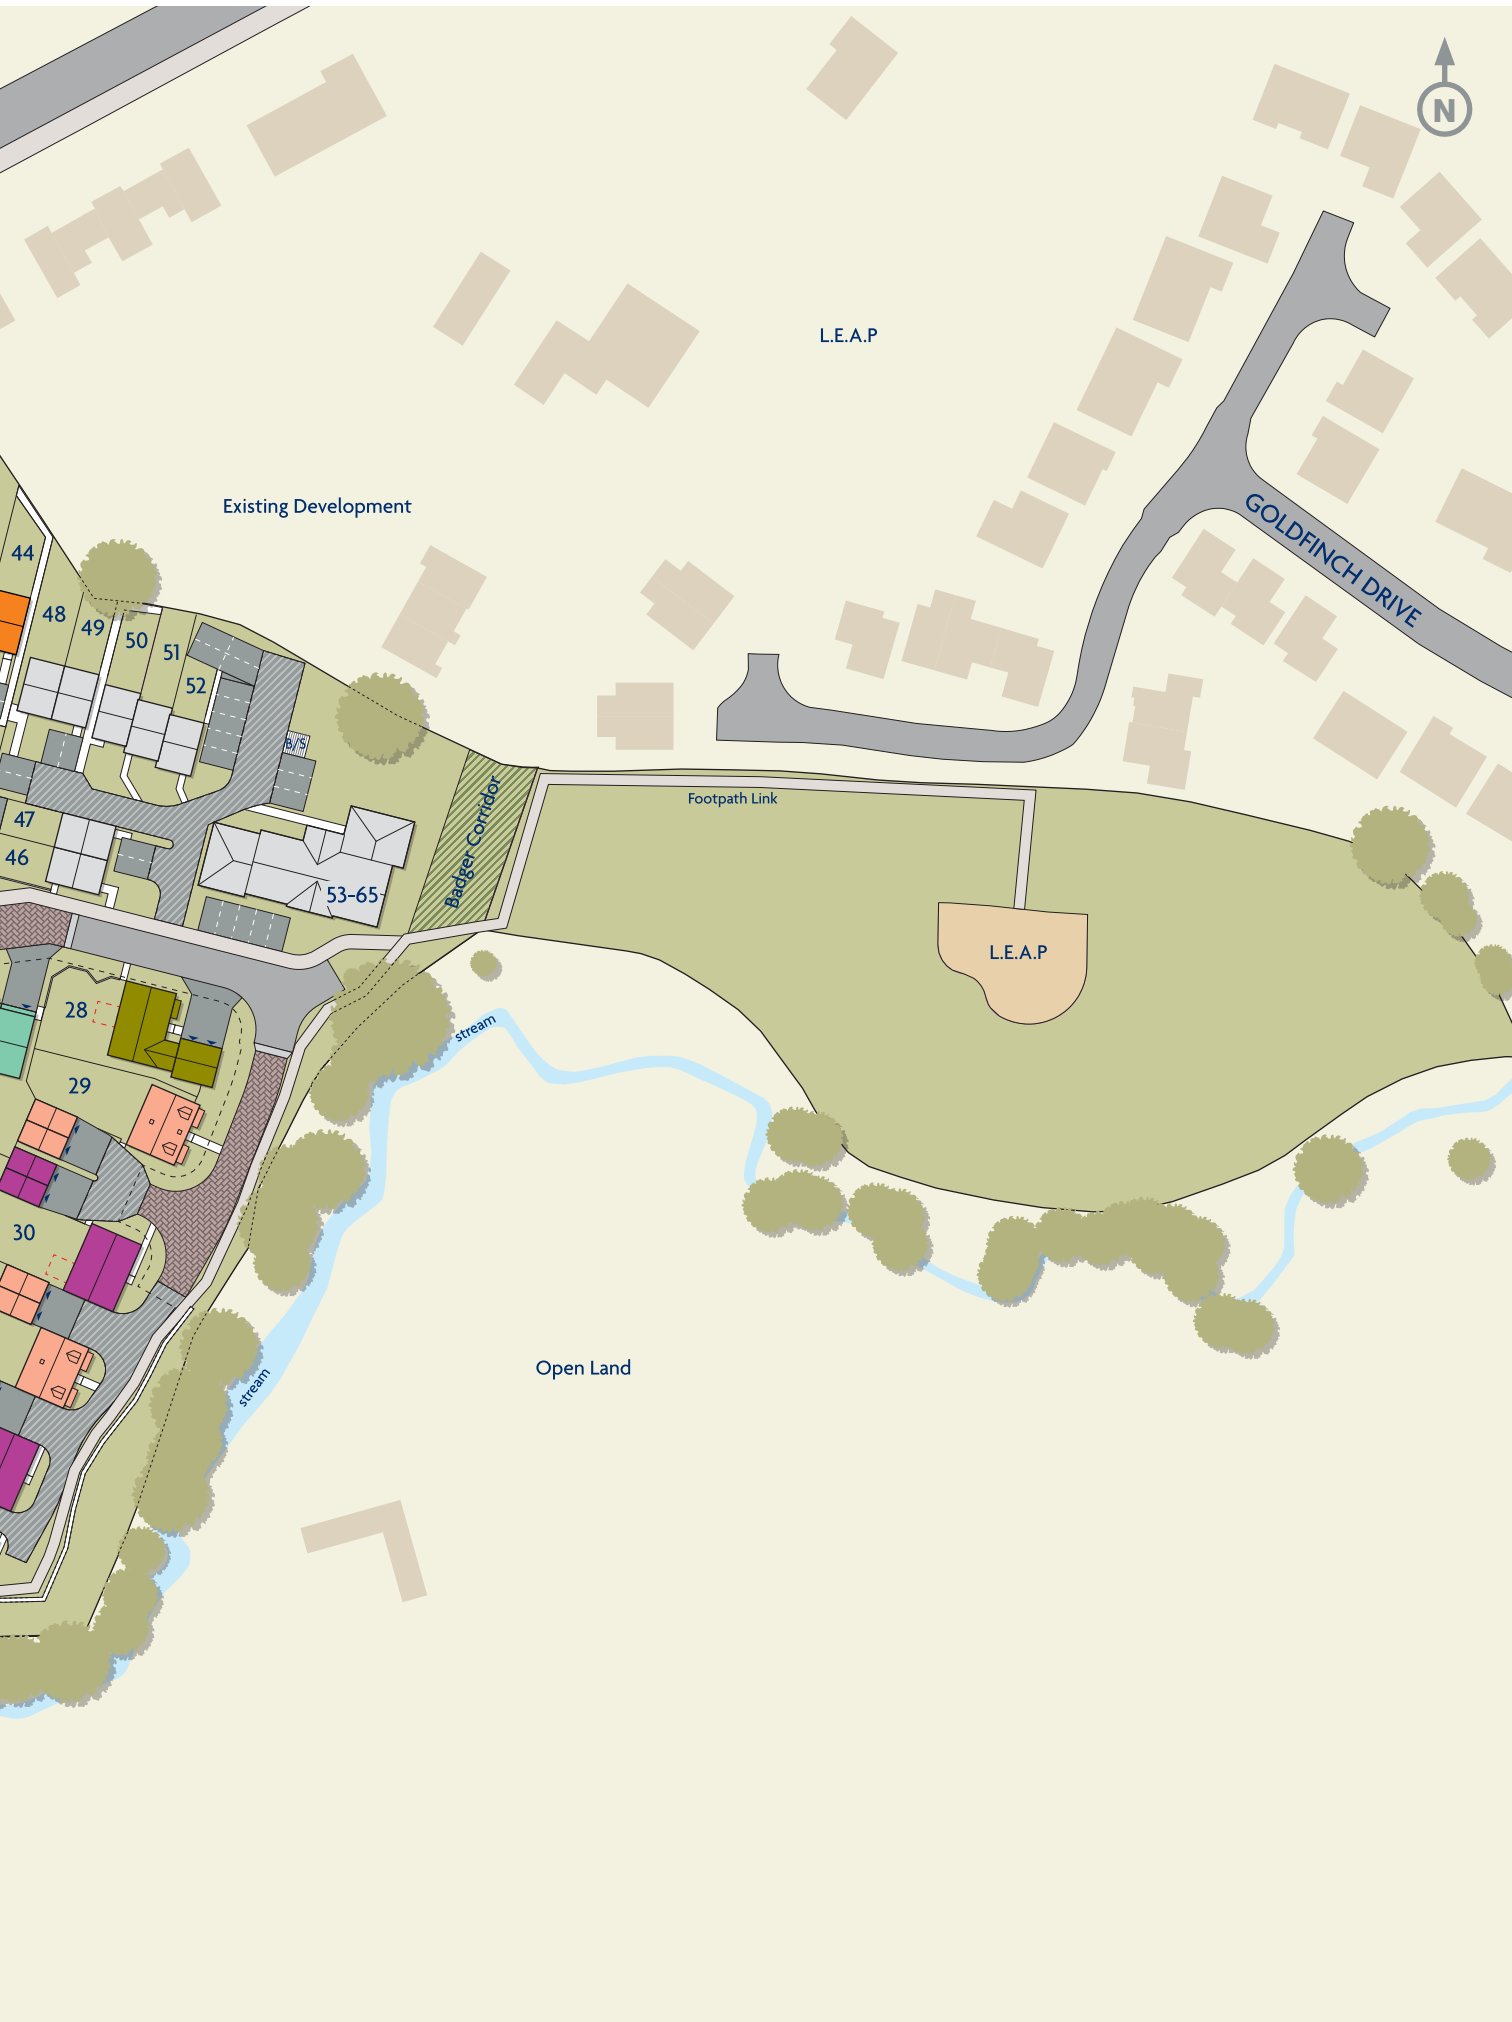 N
L.E.A.P
Existing Development
GOLDFINCH DRIVE
44
48
49
50
51
52
B/S
Badger Corridor
Footpath Link
47
46
53-65
L.E.A.P
28
stream
29
30
Open Land
stream